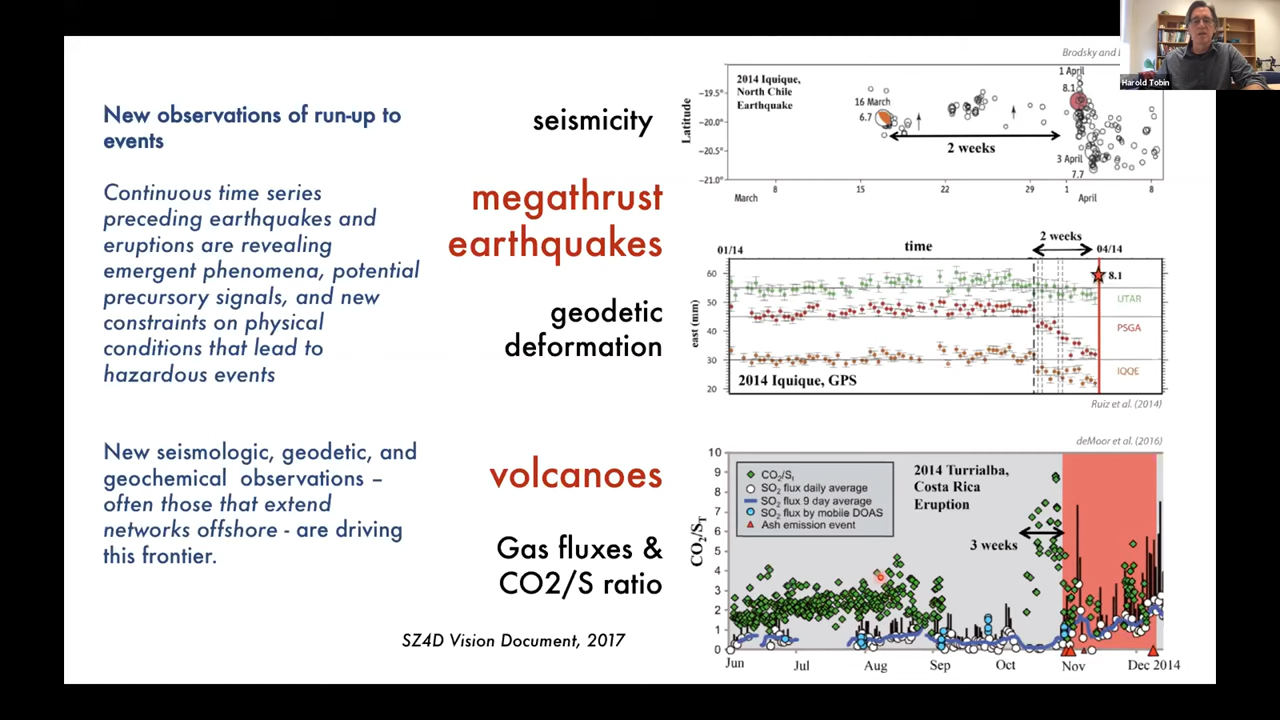 Harold Tobin
New observations of run-up to
events
Continuous time series
preceding earthquakes and
eruptions are revealing
emergent phenomena, potential
precursory signals, and new
constraints on physical
conditions that lead to
hazardous events
New seismologic, geodetic, and
geochemical observations –
often those that extend
networks offshore - are driving
this frontier.
seismicity
megathrust
earthquakes
geodetic
deformation
volcanoes
Gas fluxes &
CO2/S ratio
SZ4D Vision Document, 2017
Brodsky and
2014 Iquique,
North Chile
Earthquake
Latitude
-19.5°
-20.0°
-20.5°
-21.0°
16 March
6.7
2 weeks
1 April
8.1
3 April
7.7
8 15 22 29 1 8
March April
2 weeks
01/14 time 04/14
8.1
east (mm)
60
50
40
30
20
UTAR
PSGA
IQQE
2014 Iquique, GPS
Ruiz et al. (2014)
deMoor et al. (2016)
CO2/ST
10
9
8
7
6
5
4
3
2
1
0
CO2/St
SO2 flux daily average
SO2 flux 9 day average
SO2 flux by mobile DOAS
Ash emission event
2014 Turrialba,
Costa Rica
Eruption
3 weeks
Jun Jul Aug Sep Oct Nov Dec 2014